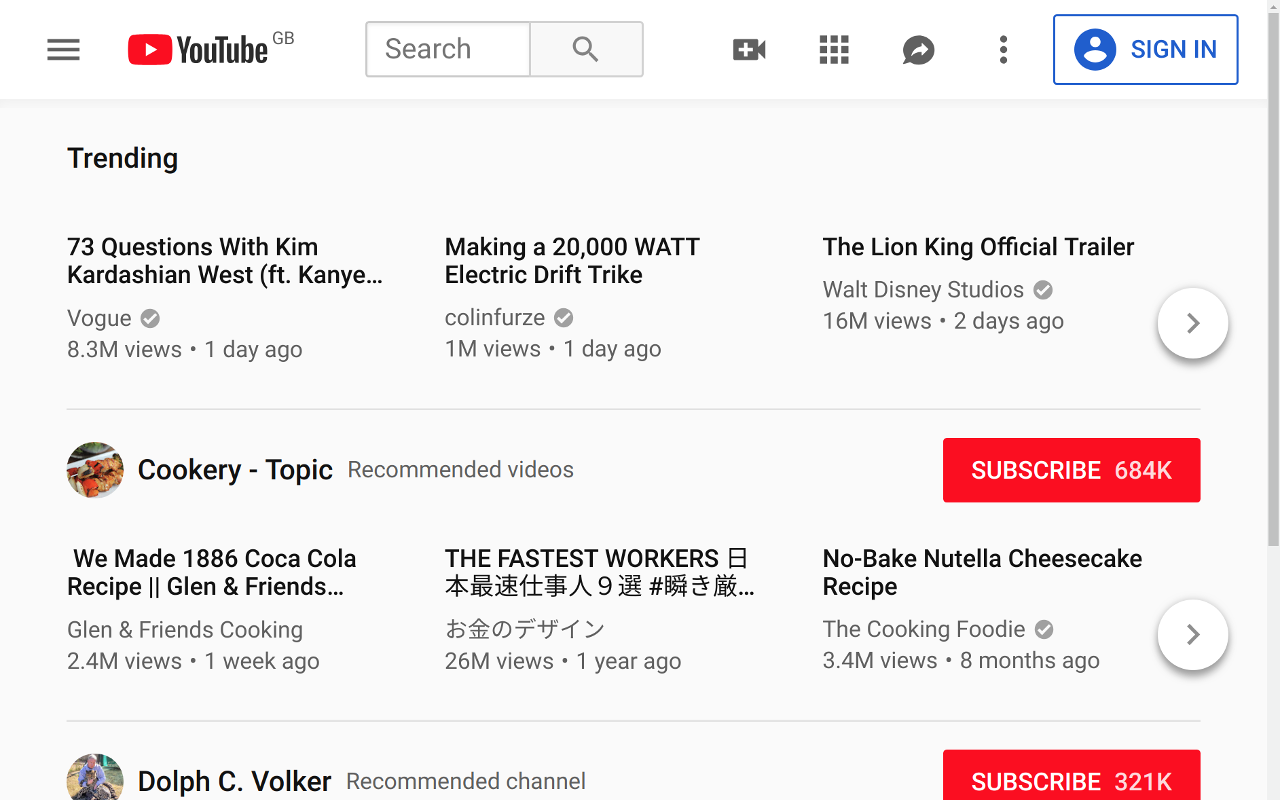 YouTube GB
Search
SIGN IN
Trending
73 Questions With Kim
Kardashian West (ft. Kanye...
Vogue
8.3M views • 1 day ago
Making a 20,000 WATT
Electric Drift Trike
colinfurze
1M views • 1 day ago
The Lion King Official Trailer
Walt Disney Studios
16M views • 2 days ago
Cookery - Topic Recommended videos
SUBSCRIBE 684K
We Made 1886 Coca Cola
Recipe || Glen & Friends...
Glen & Friends Cooking
2.4M views • 1 week ago
THE FASTEST WORKERS 日
本最速仕事人９選 #瞬き厳...
お金のデザイン
26M views • 1 year ago
No-Bake Nutella Cheesecake
Recipe
The Cooking Foodie
3.4M views • 8 months ago
Dolph C. Volker Recommended channel
SUBSCRIBE 321K